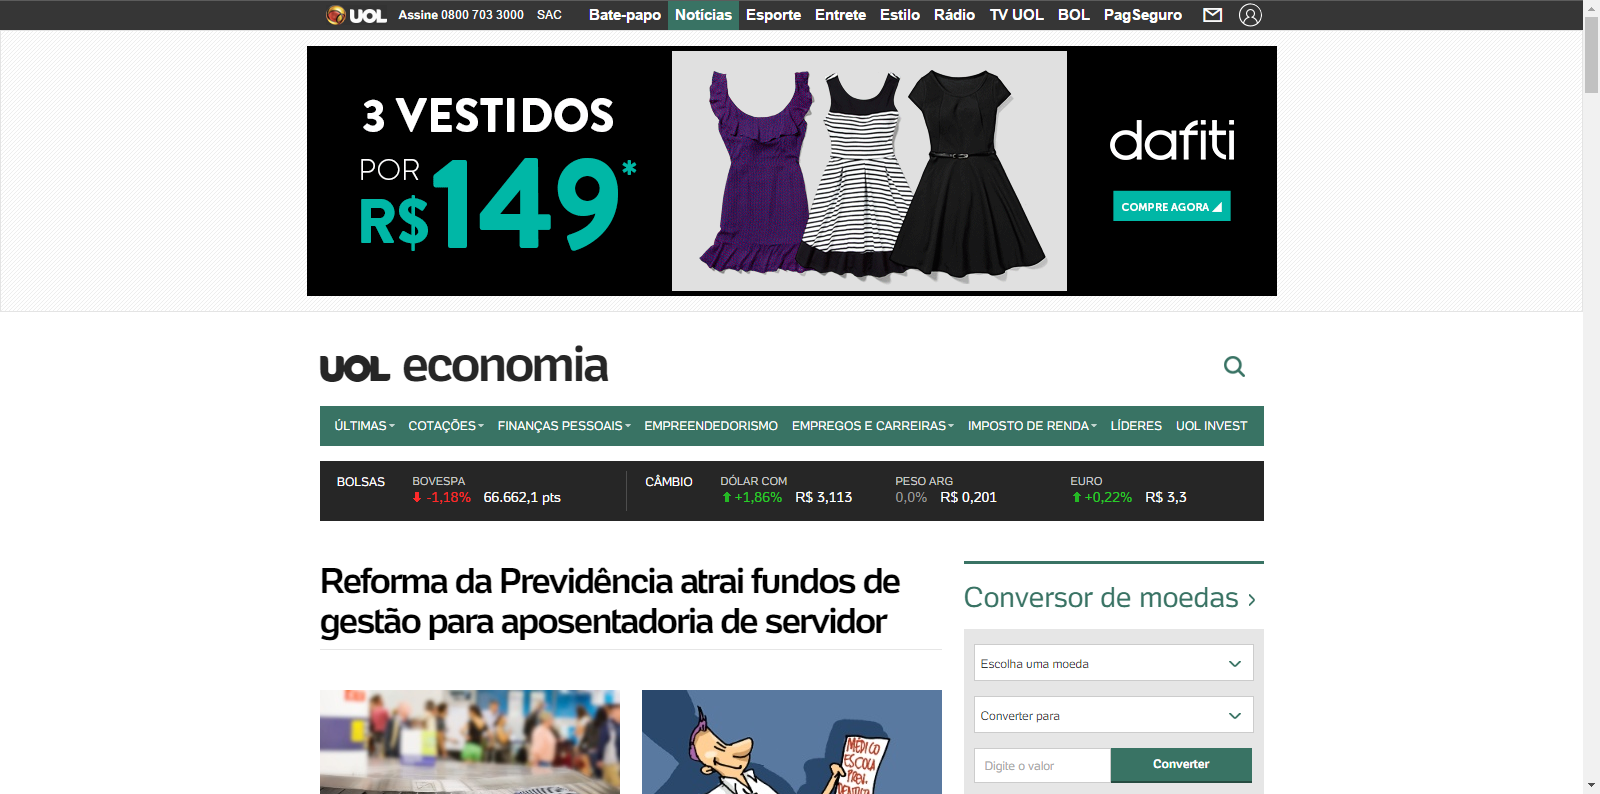 UOL Assine 0800 703 3000 SAC Bate-papo Notícias Esporte Entrete Estilo Rádio TV UOL BOL PagSeguro
3 VESTIDOS
POR
R$149*
dafiti
COMPRE AGORA
UOL economia
ÚLTIMAS COTAÇÕES FINANÇAS PESSOAIS EMPREENDEDORISMO EMPREGOS E CARREIRAS IMPOSTO DE RENDA LÍDERES UOL INVEST
BOLSAS BOVESPA CÂMBIO DÓLAR COM PESO ARG EURO
-1,18% 66.662,1 pts +1,86% R$ 3,113 0,0% R$ 0,201 +0,22% R$ 3,3
Reforma da Previdência atrai fundos de
gestão para aposentadoria de servidor
Conversor de moedas ›
Escolha uma moeda
Converter para
Digite o valor Converter
MÉDICO
ESCOLA
PREV.